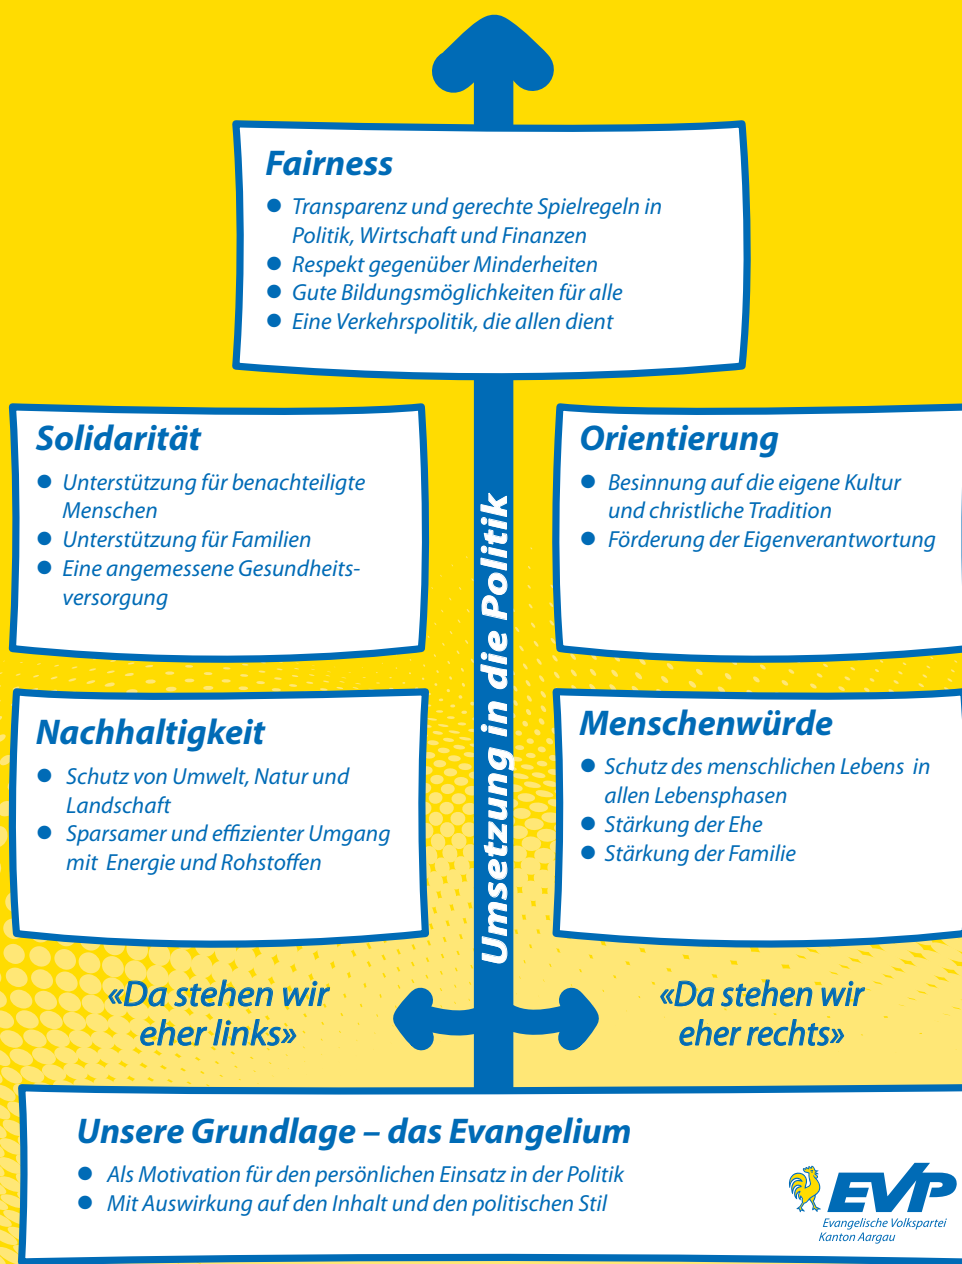 Fairness
● Transparenz und gerechte Spielregeln in
Politik, Wirtschaft und Finanzen
● Respekt gegenüber Minderheiten
● Gute Bildungsmöglichkeiten für alle
● Eine Verkehrspolitik, die allen dient
Solidarität
● Unterstützung für benachteiligte
Menschen
● Unterstützung für Familien
● Eine angemessene Gesundheits-
versorgung
Orientierung
● Besinnung auf die eigene Kultur
und christliche Tradition
● Förderung der Eigenverantwortung
Umsetzung in die Politik
Nachhaltigkeit
● Schutz von Umwelt, Natur und
Landschaft
● Sparsamer und effizienter Umgang
mit Energie und Rohstoffen
Menschenwürde
● Schutz des menschlichen Lebens in
allen Lebensphasen
● Stärkung der Ehe
● Stärkung der Familie
«Da stehen wir
eher links»
«Da stehen wir
eher rechts»
Unsere Grundlage – das Evangelium
● Als Motivation für den persönlichen Einsatz in der Politik
● Mit Auswirkung auf den Inhalt und den politischen Stil
EVP
Evangelische Volkspartei
Kanton Aargau